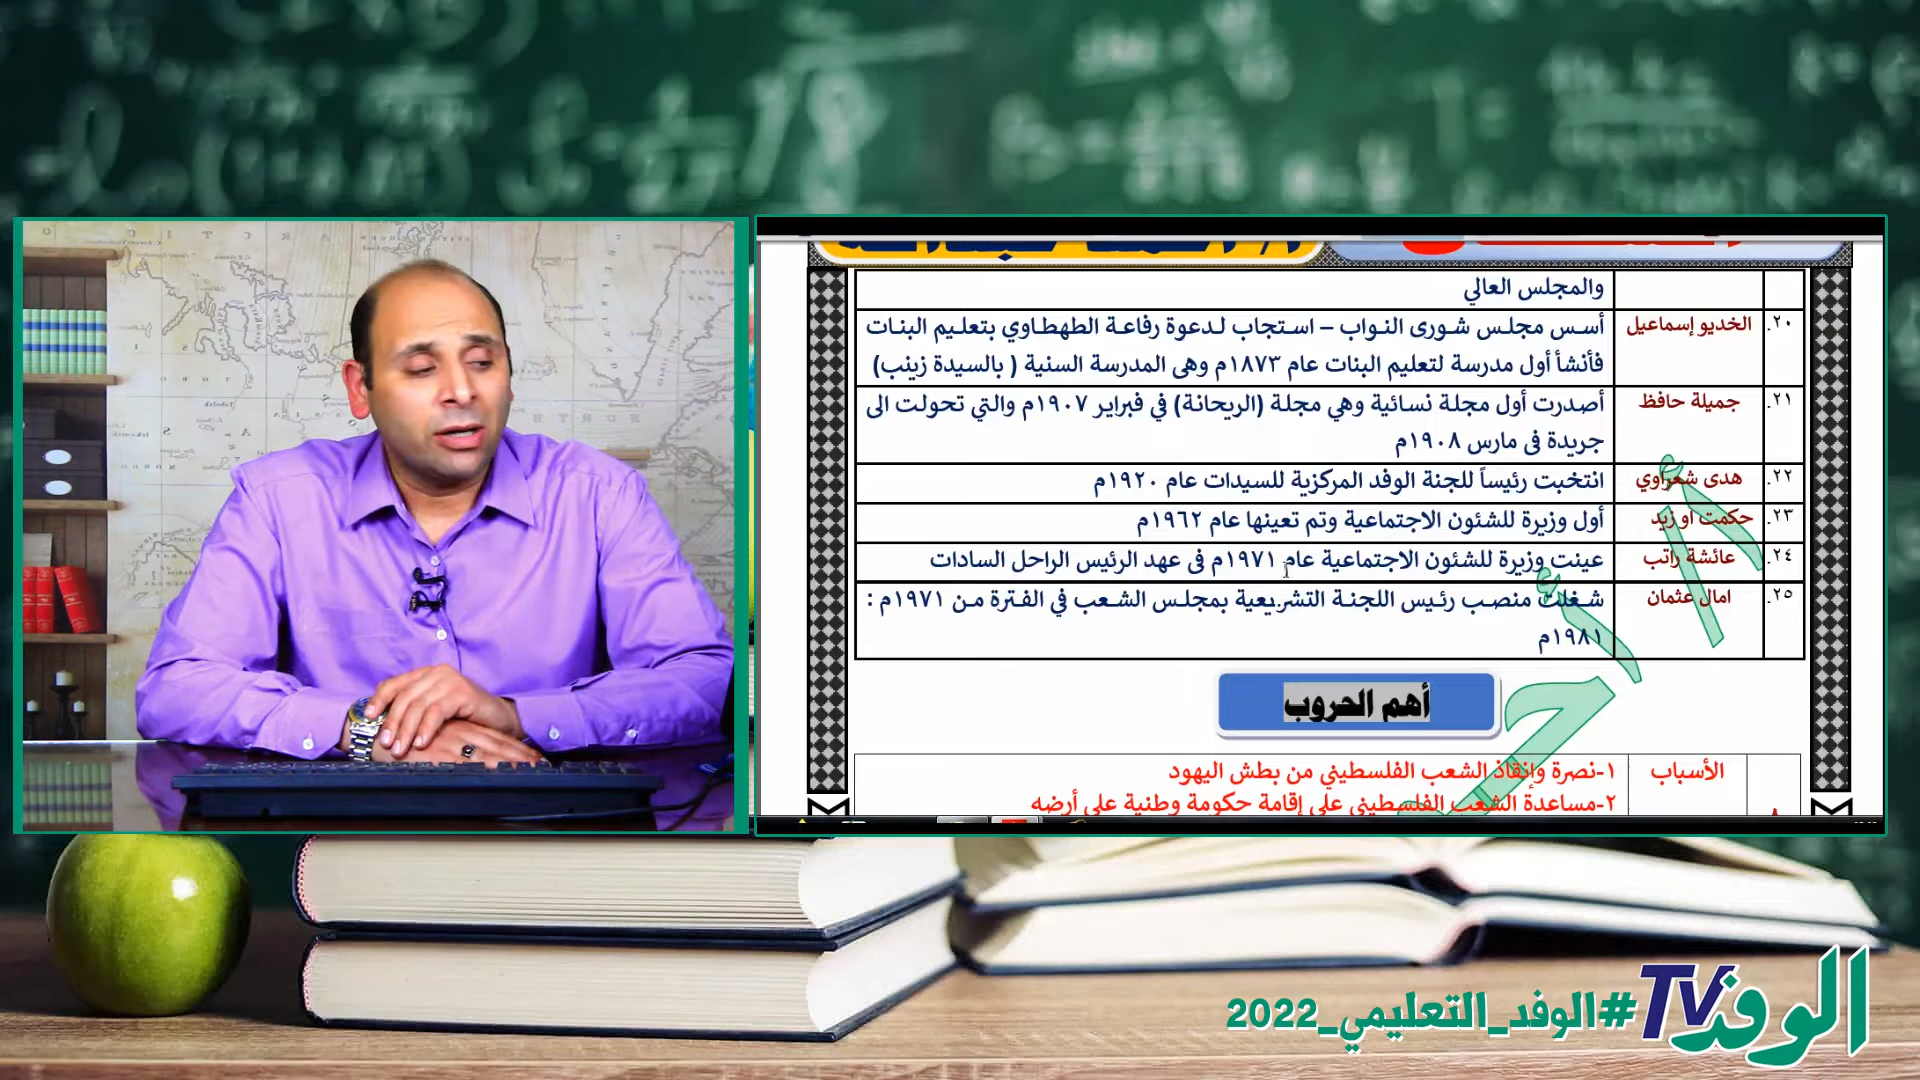 والمجلس العالي
٢٠. الخديو إسماعيل أسس مجلس شورى النواب – استجاب لدعوة رفاعة الطهطاوي بتعليم البنات
فأنشأ أول مدرسة لتعليم البنات عام ١٨٧٣م وهى المدرسة السنية ( بالسيدة زينب)
٢١. جميلة حافظ أصدرت أول مجلة نسائية وهي مجلة (الريحانة) في فبراير ١٩٠٧م والتي تحولت الى
جريدة فى مارس ١٩٠٨م
٢٢. هدى شعراوي انتخبت رئيساً للجنة الوفد المركزية للسيدات عام ١٩٢٠م
٢٣. حكمت او زيد أول وزيرة للشئون الاجتماعية وتم تعينها عام ١٩٦٢م
٢٤. عائشة راتب عينت وزيرة للشئون الاجتماعية عام ١٩٧١م فى عهد الرئيس الراحل السادات
٢٥. امال عثمان شغلت منصب رئيس اللجنة التشريعية بمجلس الشعب في الفترة من ١٩٧١م :
١٩٨١م
أهم الحروب
الأسباب ١-نصرة وإنقاذ الشعب الفلسطيني من بطش اليهود
٢-مساعدة الشعب الفلسطيني على إقامة حكومة وطنية على أرضه
#الوفد_التعليمي_2022
الوفد TV